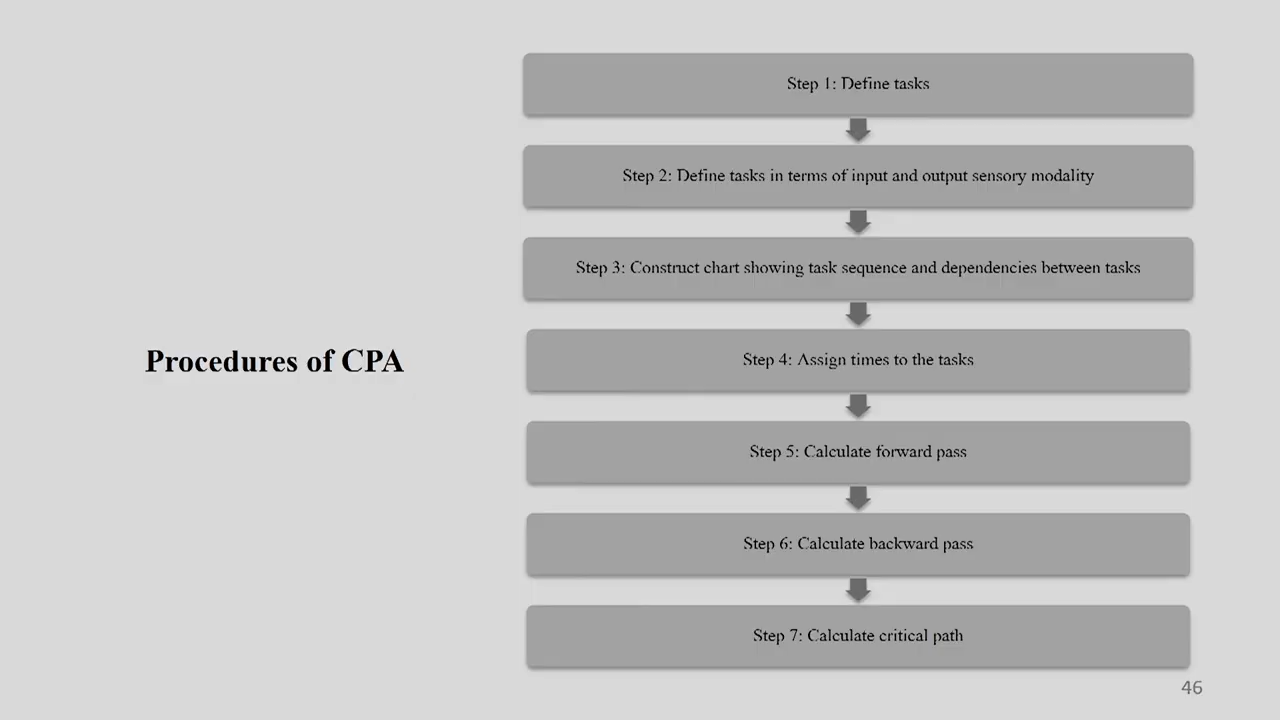 Procedures of CPA
Step 1: Define tasks
Step 2: Define tasks in terms of input and output sensory modality
Step 3: Construct chart showing task sequence and dependencies between tasks
Step 4: Assign times to the tasks
Step 5: Calculate forward pass
Step 6: Calculate backward pass
Step 7: Calculate critical path
46